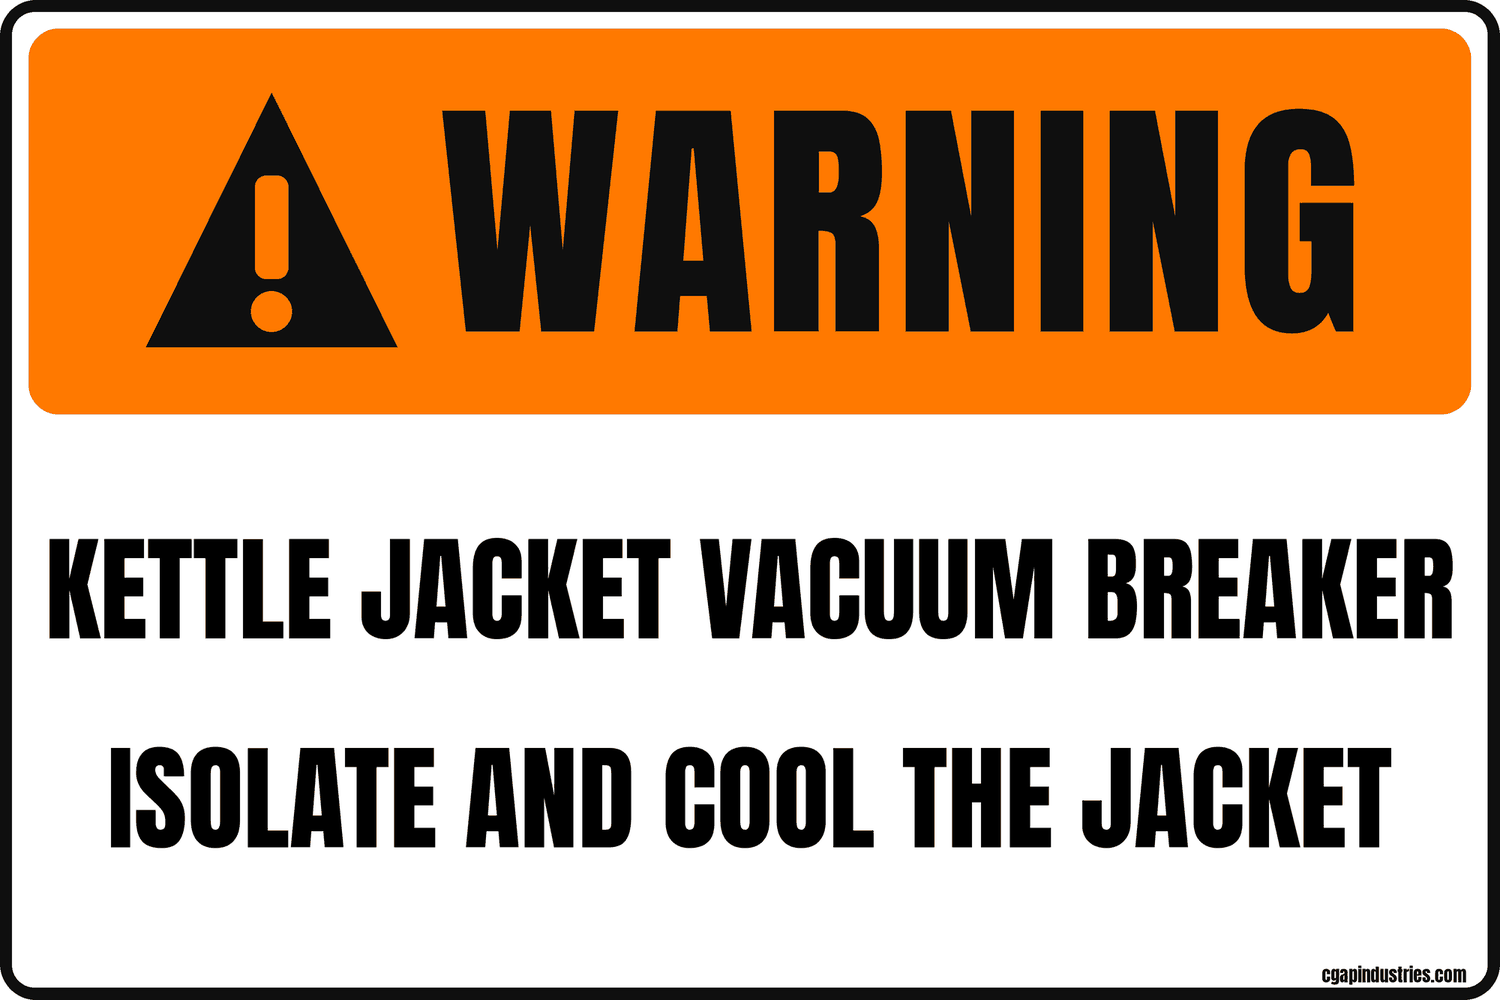 WARNING
KETTLE JACKET VACUUM BREAKER
ISOLATE AND COOL THE JACKET
cgapindustries.com